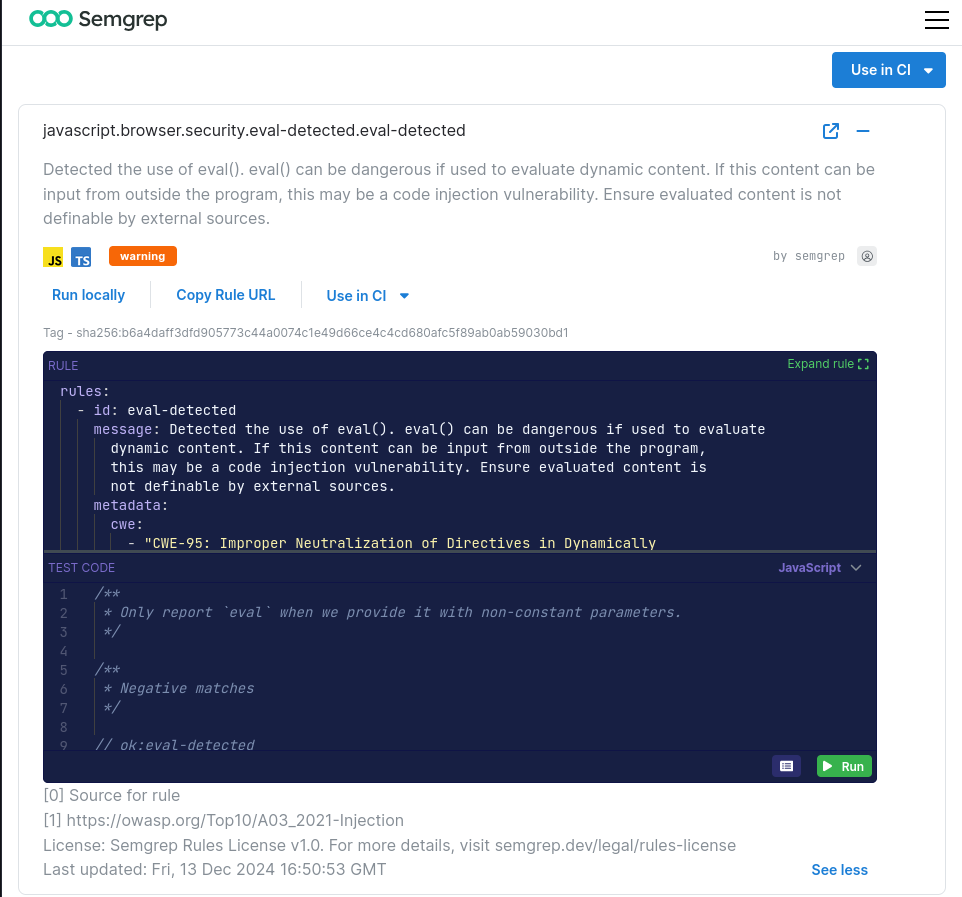 Semgrep
Use in CI
javascript.browser.security.eval-detected.eval-detected
Detected the use of eval(). eval() can be dangerous if used to evaluate dynamic content. If this content can be
input from outside the program, this may be a code injection vulnerability. Ensure evaluated content is not
definable by external sources.
JS TS warning by semgrep
Run locally Copy Rule URL Use in CI
Tag - sha256:b6a4daff3dfd905773c44a0074c1e49d66ce4c4cd680afc5f89ab0ab59030bd1
RULE Expand rule
rules:
- id: eval-detected
message: Detected the use of eval(). eval() can be dangerous if used to evaluate
dynamic content. If this content can be input from outside the program,
this may be a code injection vulnerability. Ensure evaluated content is
not definable by external sources.
metadata:
cwe:
- "CWE-95: Improper Neutralization of Directives in Dynamically
TEST CODE JavaScript
1 /**
2 * Only report `eval` when we provide it with non-constant parameters.
3 */
4
5 /**
6 * Negative matches
7 */
8
9 // ok:eval-detected
Run
[0] Source for rule
[1] https://owasp.org/Top10/A03_2021-Injection
License: Semgrep Rules License v1.0. For more details, visit semgrep.dev/legal/rules-license
Last updated: Fri, 13 Dec 2024 16:50:53 GMT
See less